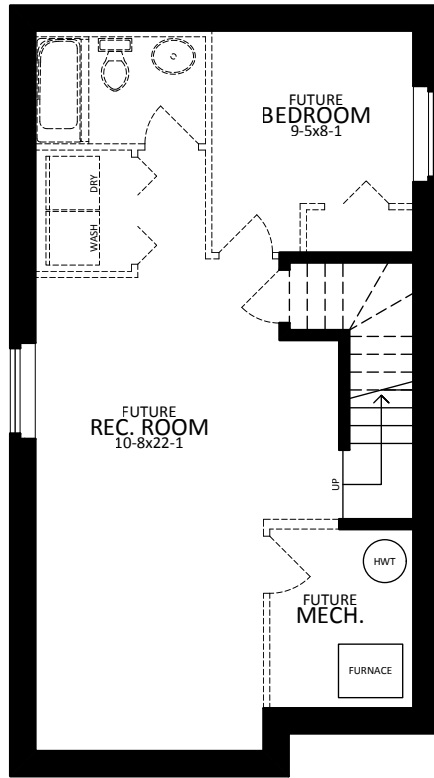 FUTURE
BEDROOM
9-5x8-1
DRY
WASH
FUTURE
REC. ROOM
10-8x22-1
UP
HWT
FUTURE
MECH.
FURNACE